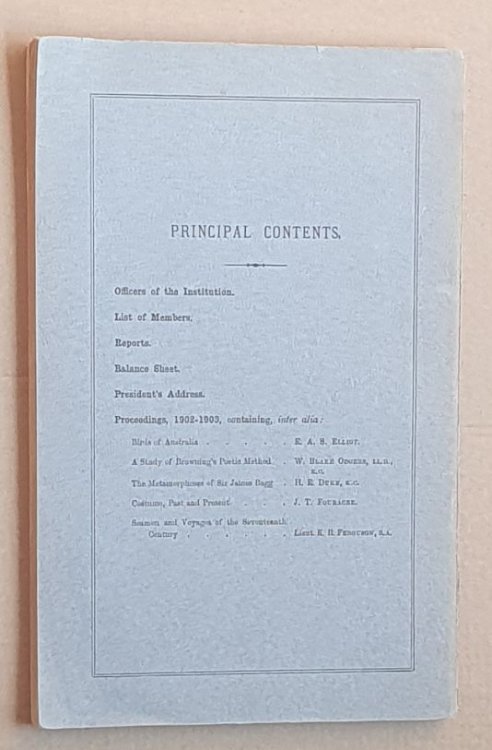 PRINCIPAL CONTENTS.
Officers of the Institution.
List of Members.
Reports.
Balance Sheet.
President's Address.
Proceedings, 1902-1903, containing, inter alia:
Birds of Australia . . . . . E. A. S. Elliot.
A Study of Browning's Poetic Method . W. Blake Odgers, LL.D., K.C.
The Metamorphoses of Sir James Bagg . H. E. Duke, K.C.
Costume, Past and Present . . . J. T. Fouracre.
Seamen and Voyages of the Seventeenth
Century . . . . . . Lieut. E. H. Ferguson, R.A.